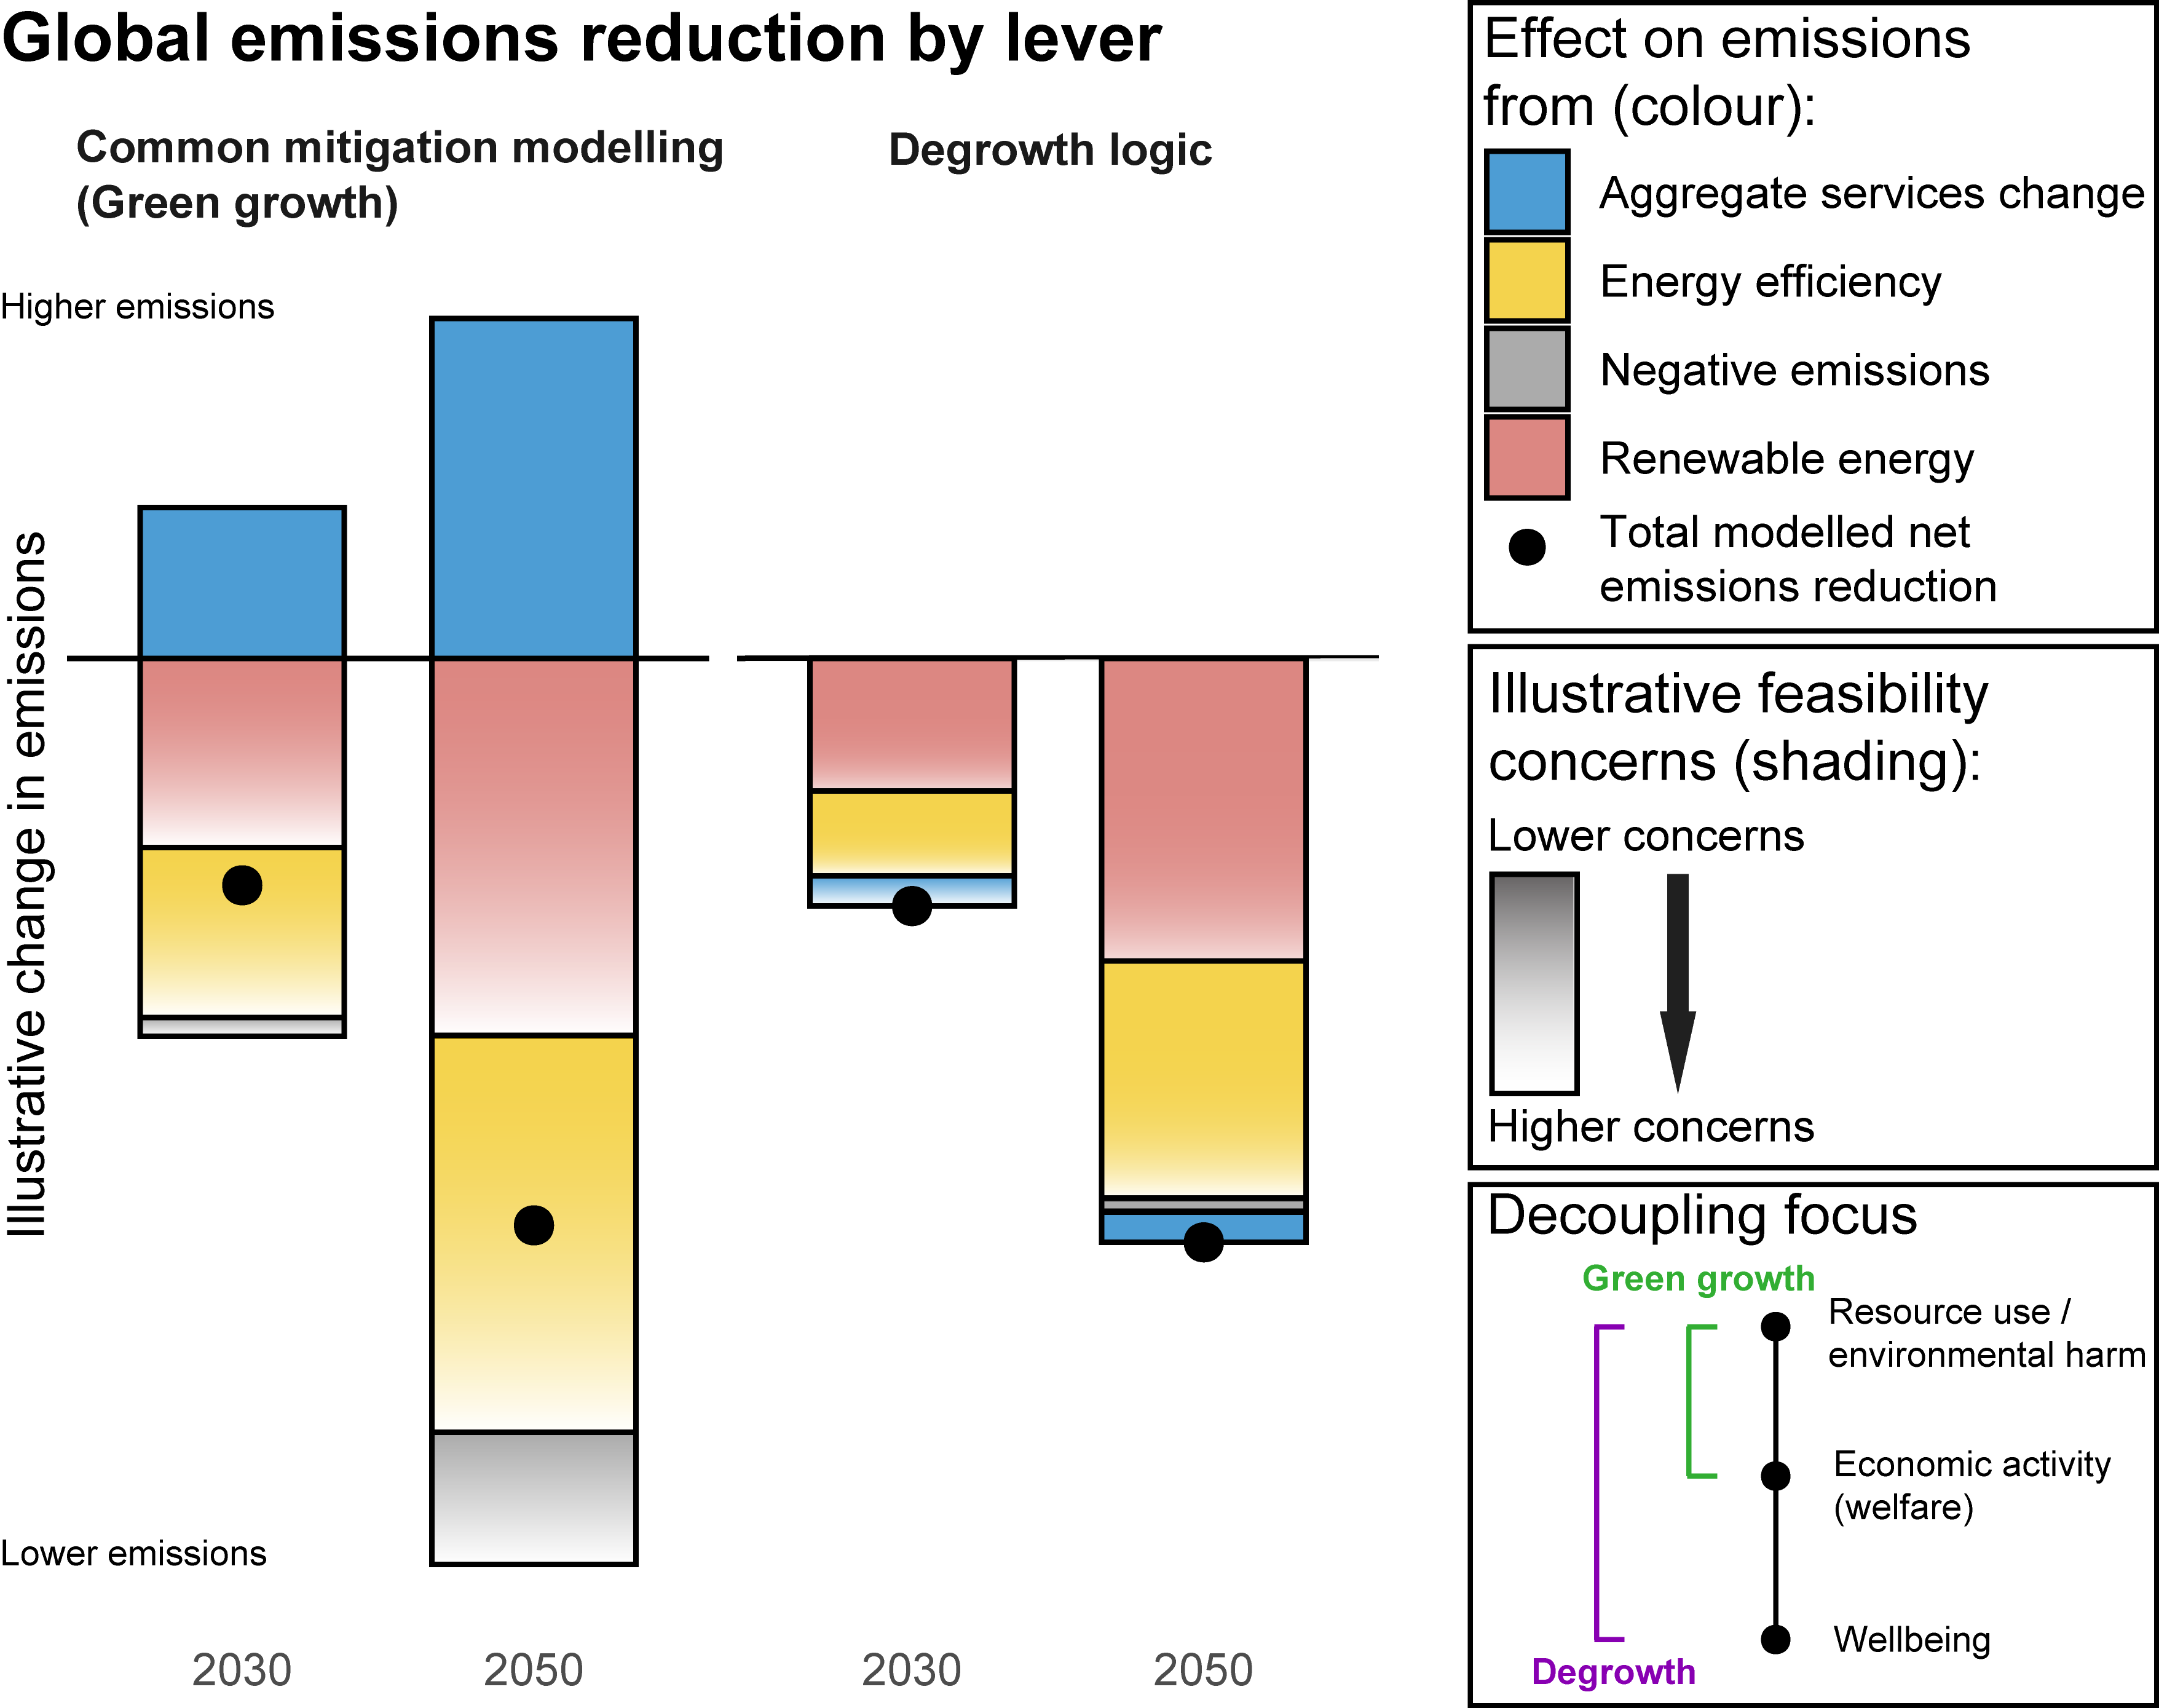 Global emissions reduction by lever
Common mitigation modelling
(Green growth)
Degrowth logic
Higher emissions
Illustrative change in emissions
Lower emissions
2030
2050
2030
2050
Effect on emissions
from (colour):
Aggregate services change
Energy efficiency
Negative emissions
Renewable energy
Total modelled net
emissions reduction
Illustrative feasibility
concerns (shading):
Lower concerns
Higher concerns
Decoupling focus
Green growth
Resource use /
environmental harm
Economic activity
(welfare)
Wellbeing
Degrowth